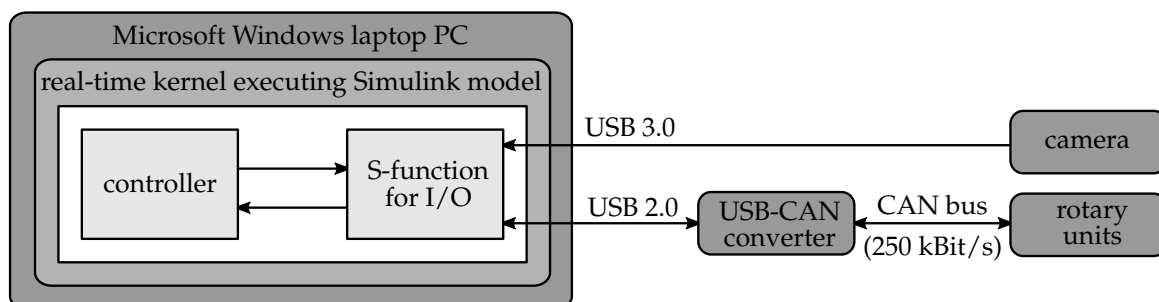 Microsoft Windows laptop PC
real-time kernel executing Simulink model
controller
S-function
for I/O
USB 3.0
camera
USB 2.0
USB-CAN
converter
CAN bus
(250 kBit/s)
rotary
units